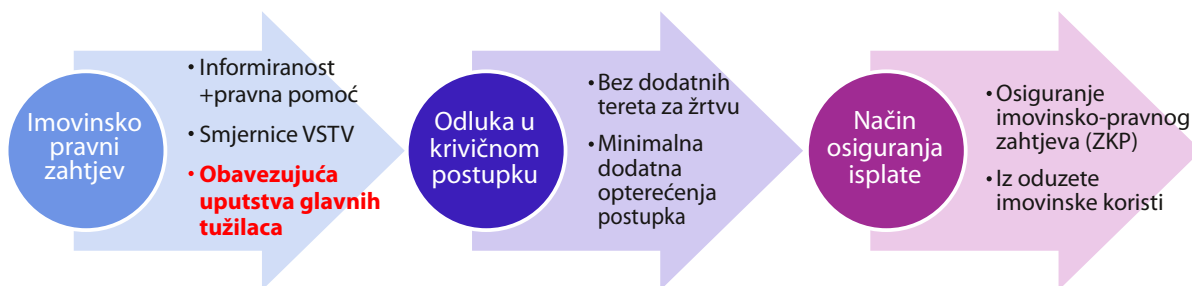 Imovinsko
pravni
zahtjev
• Informiranost
+pravna pomoć
• Smjernice VSTV
• Obavezujuća
uputstva glavnih
tužilaca
Odluka u
krivičnom
postupku
• Bez dodatnih
tereta za žrtvu
• Minimalna
dodatna
opterećenja
postupka
Način
osiguranja
isplate
• Osiguranje
imovinsko-pravnog
zahtjeva (ZKP)
• Iz oduzete
imovinske koristi